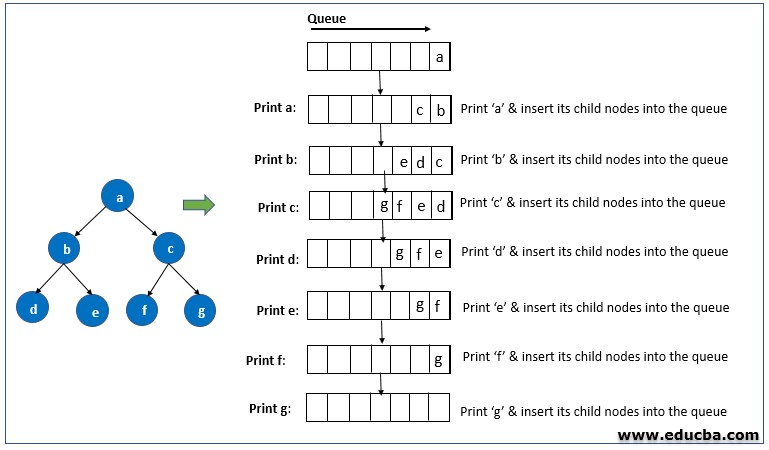 Queue
a
Print a: c b Print ‘a’ & insert its child nodes into the queue
Print b: e d c Print ‘b’ & insert its child nodes into the queue
Print c: g f e d Print ‘c’ & insert its child nodes into the queue
Print d: g f e Print ‘d’ & insert its child nodes into the queue
Print e: g f Print ‘e’ & insert its child nodes into the queue
Print f: g Print ‘f’ & insert its child nodes into the queue
Print g: Print ‘g’ & insert its child nodes into the queue
a
b c
d e f g
www.educba.com